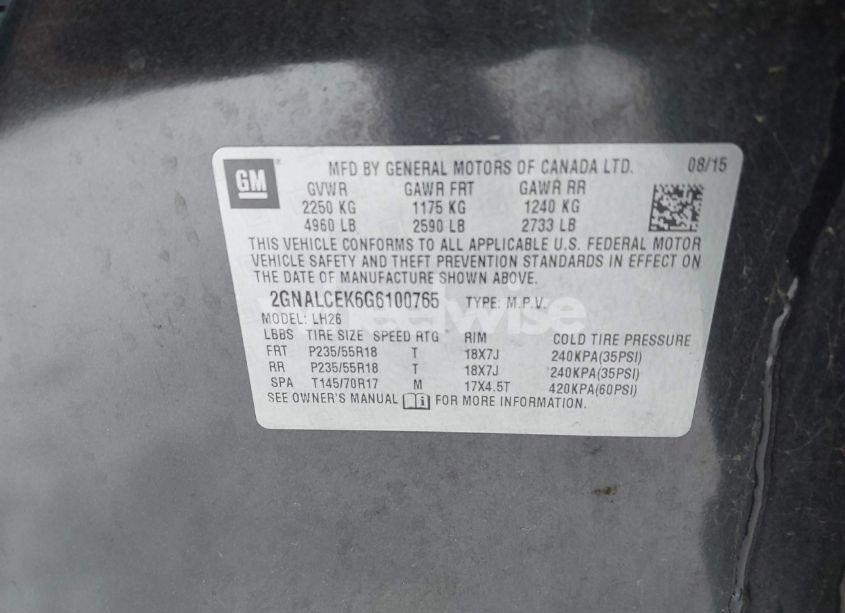 GM
MFD BY GENERAL MOTORS OF CANADA LTD. 08/15
GVWR GAWR FRT GAWR RR
2250 KG 1175 KG 1240 KG
4960 LB 2590 LB 2733 LB
THIS VEHICLE CONFORMS TO ALL APPLICABLE U.S. FEDERAL MOTOR
VEHICLE SAFETY AND THEFT PREVENTION STANDARDS IN EFFECT ON
THE DATE OF MANUFACTURE SHOWN ABOVE.
2GNALCEK6G6100765 TYPE: M.P.V.
MODEL: LH26
LBBS TIRE SIZE SPEED RTG RIM COLD TIRE PRESSURE
FRT P235/55R18 T 18X7J 240KPA(35PSI)
RR P235/55R18 T 18X7J 240KPA(35PSI)
SPA T145/70R17 M 17X4.5T 420KPA(60PSI)
SEE OWNER'S MANUAL i FOR MORE INFORMATION.
wheelwise